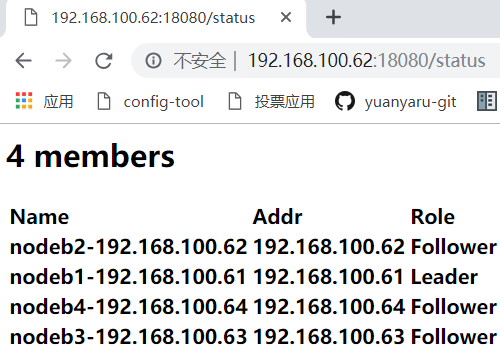 192.168.100.62:18080/status
不安全 | 192.168.100.62:18080/status
应用 config-tool 投票应用 yuanyaru-git
4 members
Name Addr Role
nodeb2-192.168.100.62 192.168.100.62 Follower
nodeb1-192.168.100.61 192.168.100.61 Leader
nodeb4-192.168.100.64 192.168.100.64 Follower
nodeb3-192.168.100.63 192.168.100.63 Follower